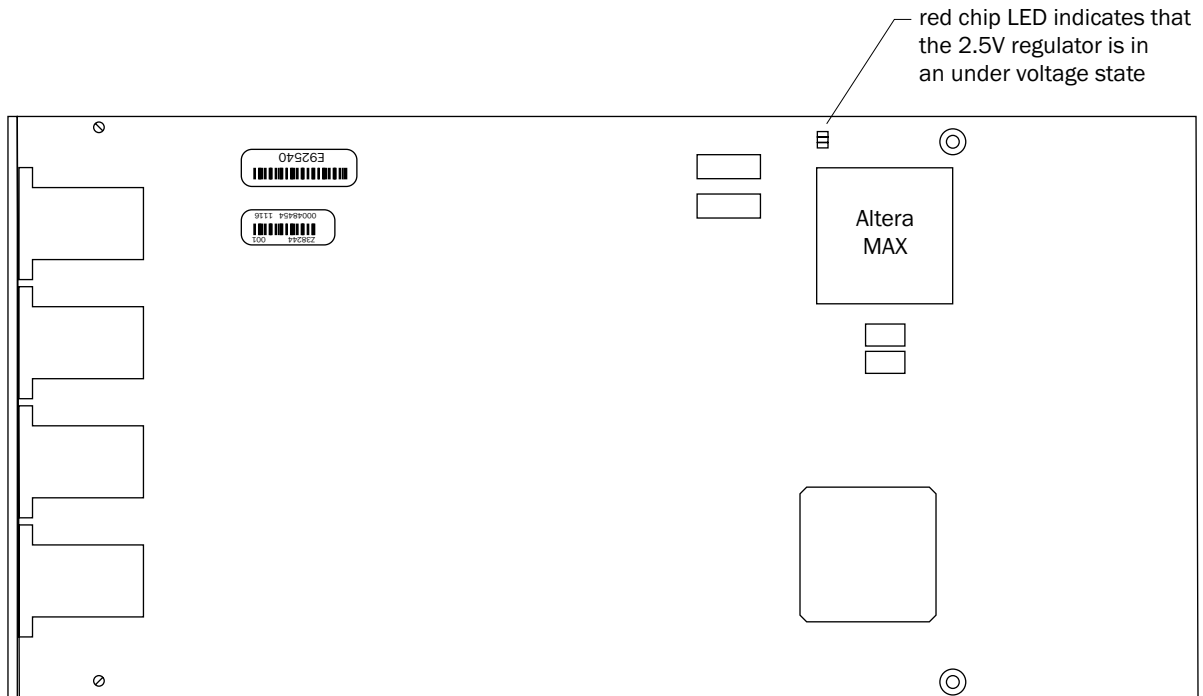 red chip LED indicates that
the 2.5V regulator is in
an under voltage state
E92540
00048454 1116
Z38244 001
Altera
MAX